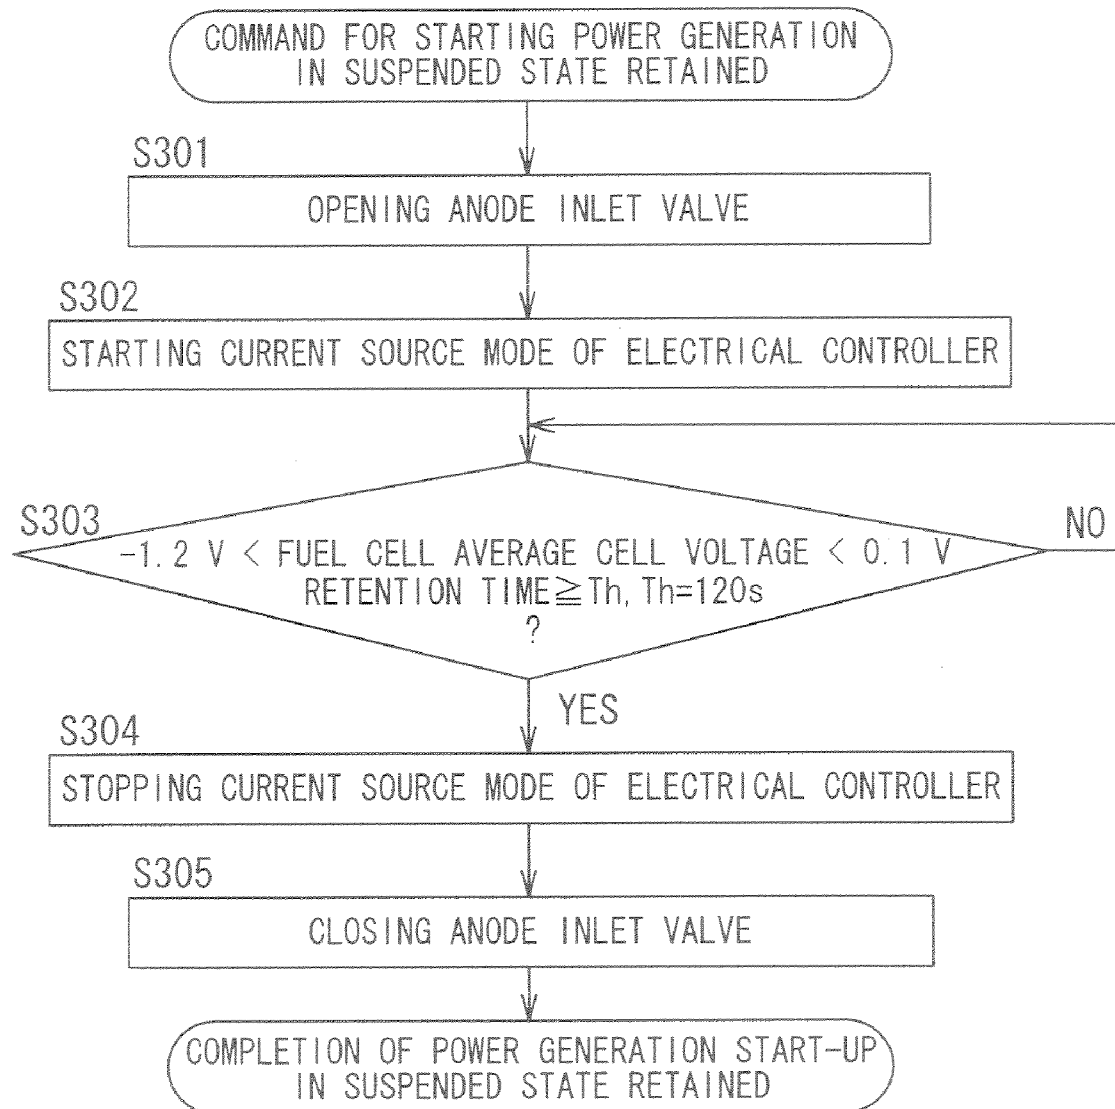 COMMAND FOR STARTING POWER GENERATION
IN SUSPENDED STATE RETAINED
S301
OPENING ANODE INLET VALVE
S302
STARTING CURRENT SOURCE MODE OF ELECTRICAL CONTROLLER
S303
NO
-1.2 V < FUEL CELL AVERAGE CELL VOLTAGE < 0.1 V
RETENTION TIME≧Th, Th=120s
?
YES
S304
STOPPING CURRENT SOURCE MODE OF ELECTRICAL CONTROLLER
S305
CLOSING ANODE INLET VALVE
COMPLETION OF POWER GENERATION START-UP
IN SUSPENDED STATE RETAINED